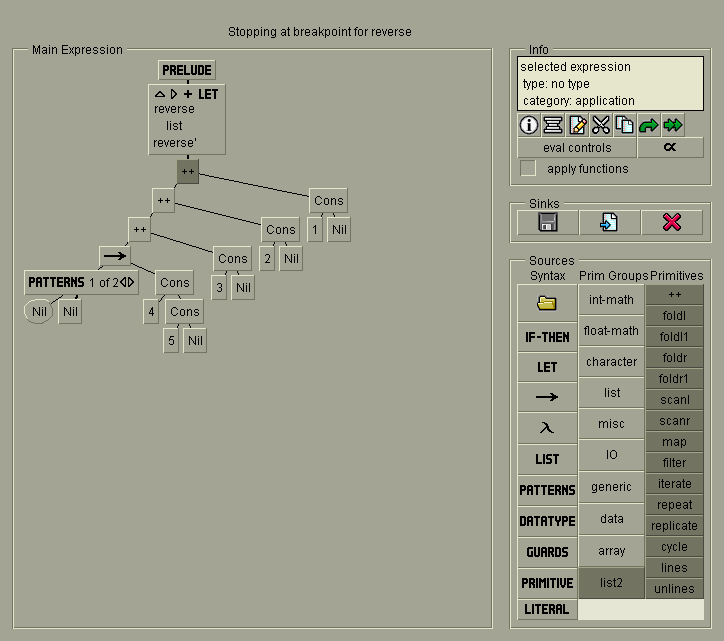 Stopping at breakpoint for reverse
Main Expression
PRELUDE
+ LET
reverse
list
reverse'
++
++
Cons
++
Cons
1
Nil
→
Cons
2
Nil
PATTERNS 1 of 2
Cons
3
Nil
Nil
Nil
4
Cons
5
Nil
Info
selected expression
type: no type
category: application
eval controls
∝
apply functions
Sinks
Sources
Syntax
Prim Groups
Primitives
IF-THEN
LET
→
λ
LIST
PATTERNS
DATATYPE
GUARDS
PRIMITIVE
LITERAL
int-math
float-math
character
list
misc
IO
generic
data
array
list2
++
foldl
foldl1
foldr
foldr1
scanl
scanr
map
filter
iterate
repeat
replicate
cycle
lines
unlines